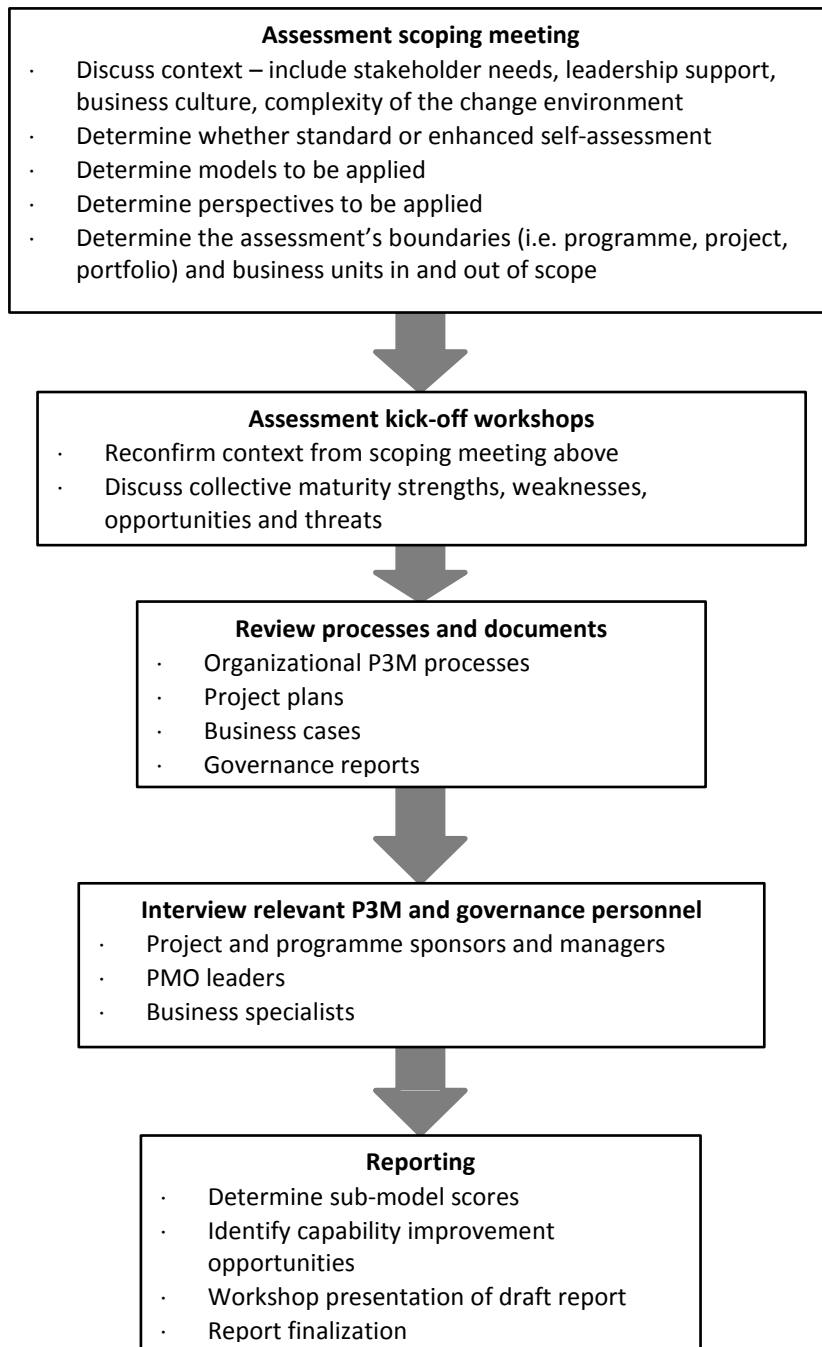 Assessment scoping meeting
· Discuss context – include stakeholder needs, leadership support,
business culture, complexity of the change environment
· Determine whether standard or enhanced self-assessment
· Determine models to be applied
· Determine perspectives to be applied
· Determine the assessment’s boundaries (i.e. programme, project,
portfolio) and business units in and out of scope
Assessment kick-off workshops
· Reconfirm context from scoping meeting above
· Discuss collective maturity strengths, weaknesses,
opportunities and threats
Review processes and documents
· Organizational P3M processes
· Project plans
· Business cases
· Governance reports
Interview relevant P3M and governance personnel
· Project and programme sponsors and managers
· PMO leaders
· Business specialists
Reporting
· Determine sub-model scores
· Identify capability improvement
opportunities
· Workshop presentation of draft report
· Report finalization